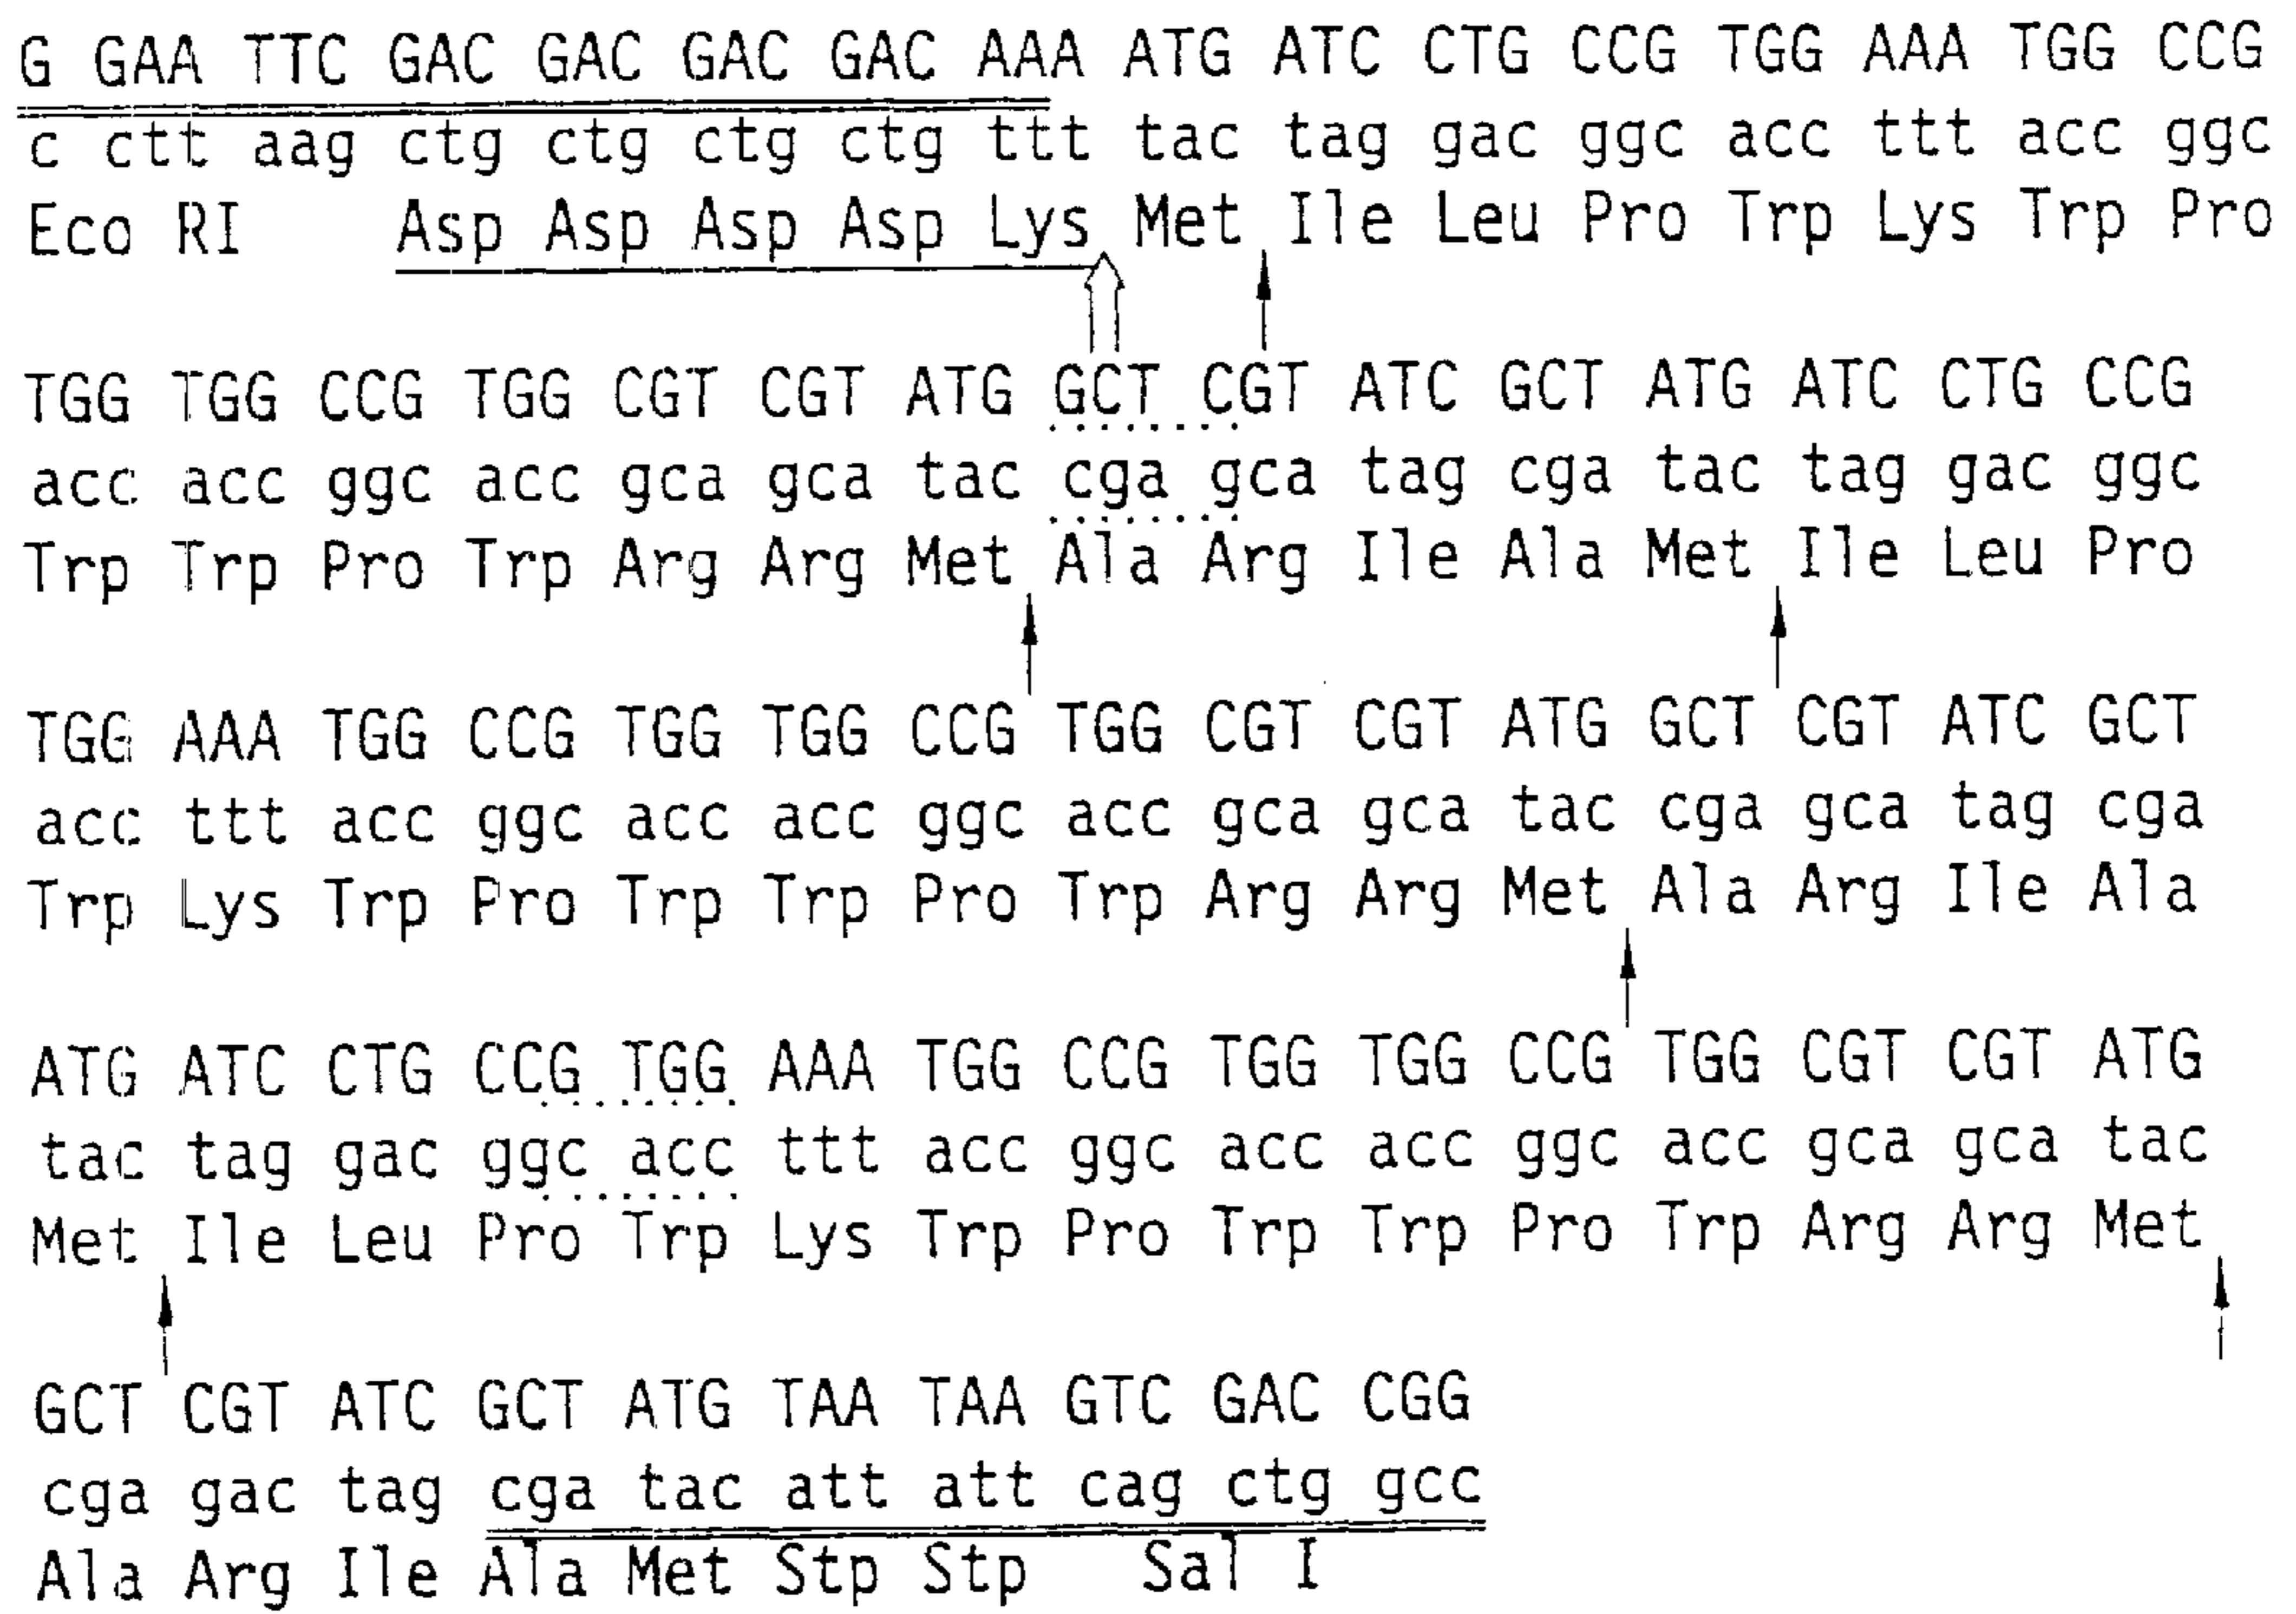 G GAA TTC GAC GAC GAC GAC AAA ATG ATC CTG CCG TGG AAA TGG CCG
c ctt aag ctg ctg ctg ctg ttt tac tag gac ggc acc ttt acc ggc
Eco RI Asp Asp Asp Asp Lys Met Ile Leu Pro Trp Lys Trp Pro
TGG TGG CCG TGG CGT CGT ATG GCT CGT ATC GCT ATG ATC CTG CCG
acc acc ggc acc gca gca tac cga gca tag cga tac tag gac ggc
Trp Trp Pro Trp Arg Arg Met Ala Arg Ile Ala Met Ile Leu Pro
TGG AAA TGG CCG TGG TGG CCG TGG CGT CGT ATG GCT CGT ATC GCT
acc ttt acc ggc acc acc ggc acc gca gca tac cga gca tag cga
Trp Lys Trp Pro Trp Trp Pro Trp Arg Arg Met Ala Arg Ile Ala
ATG ATC CTG CCG TGG AAA TGG CCG TGG TGG CCG TGG CGT CGT ATG
tac tag gac ggc acc ttt acc ggc acc acc ggc acc gca gca tac
Met Ile Leu Pro Trp Lys Trp Pro Trp Trp Pro Trp Arg Arg Met
GCT CGT ATC GCT ATG TAA TAA GTC GAC CGG
cga gac tag cga tac att att cag ctg gcc
Ala Arg Ile Ala Met Stp Stp Sal I